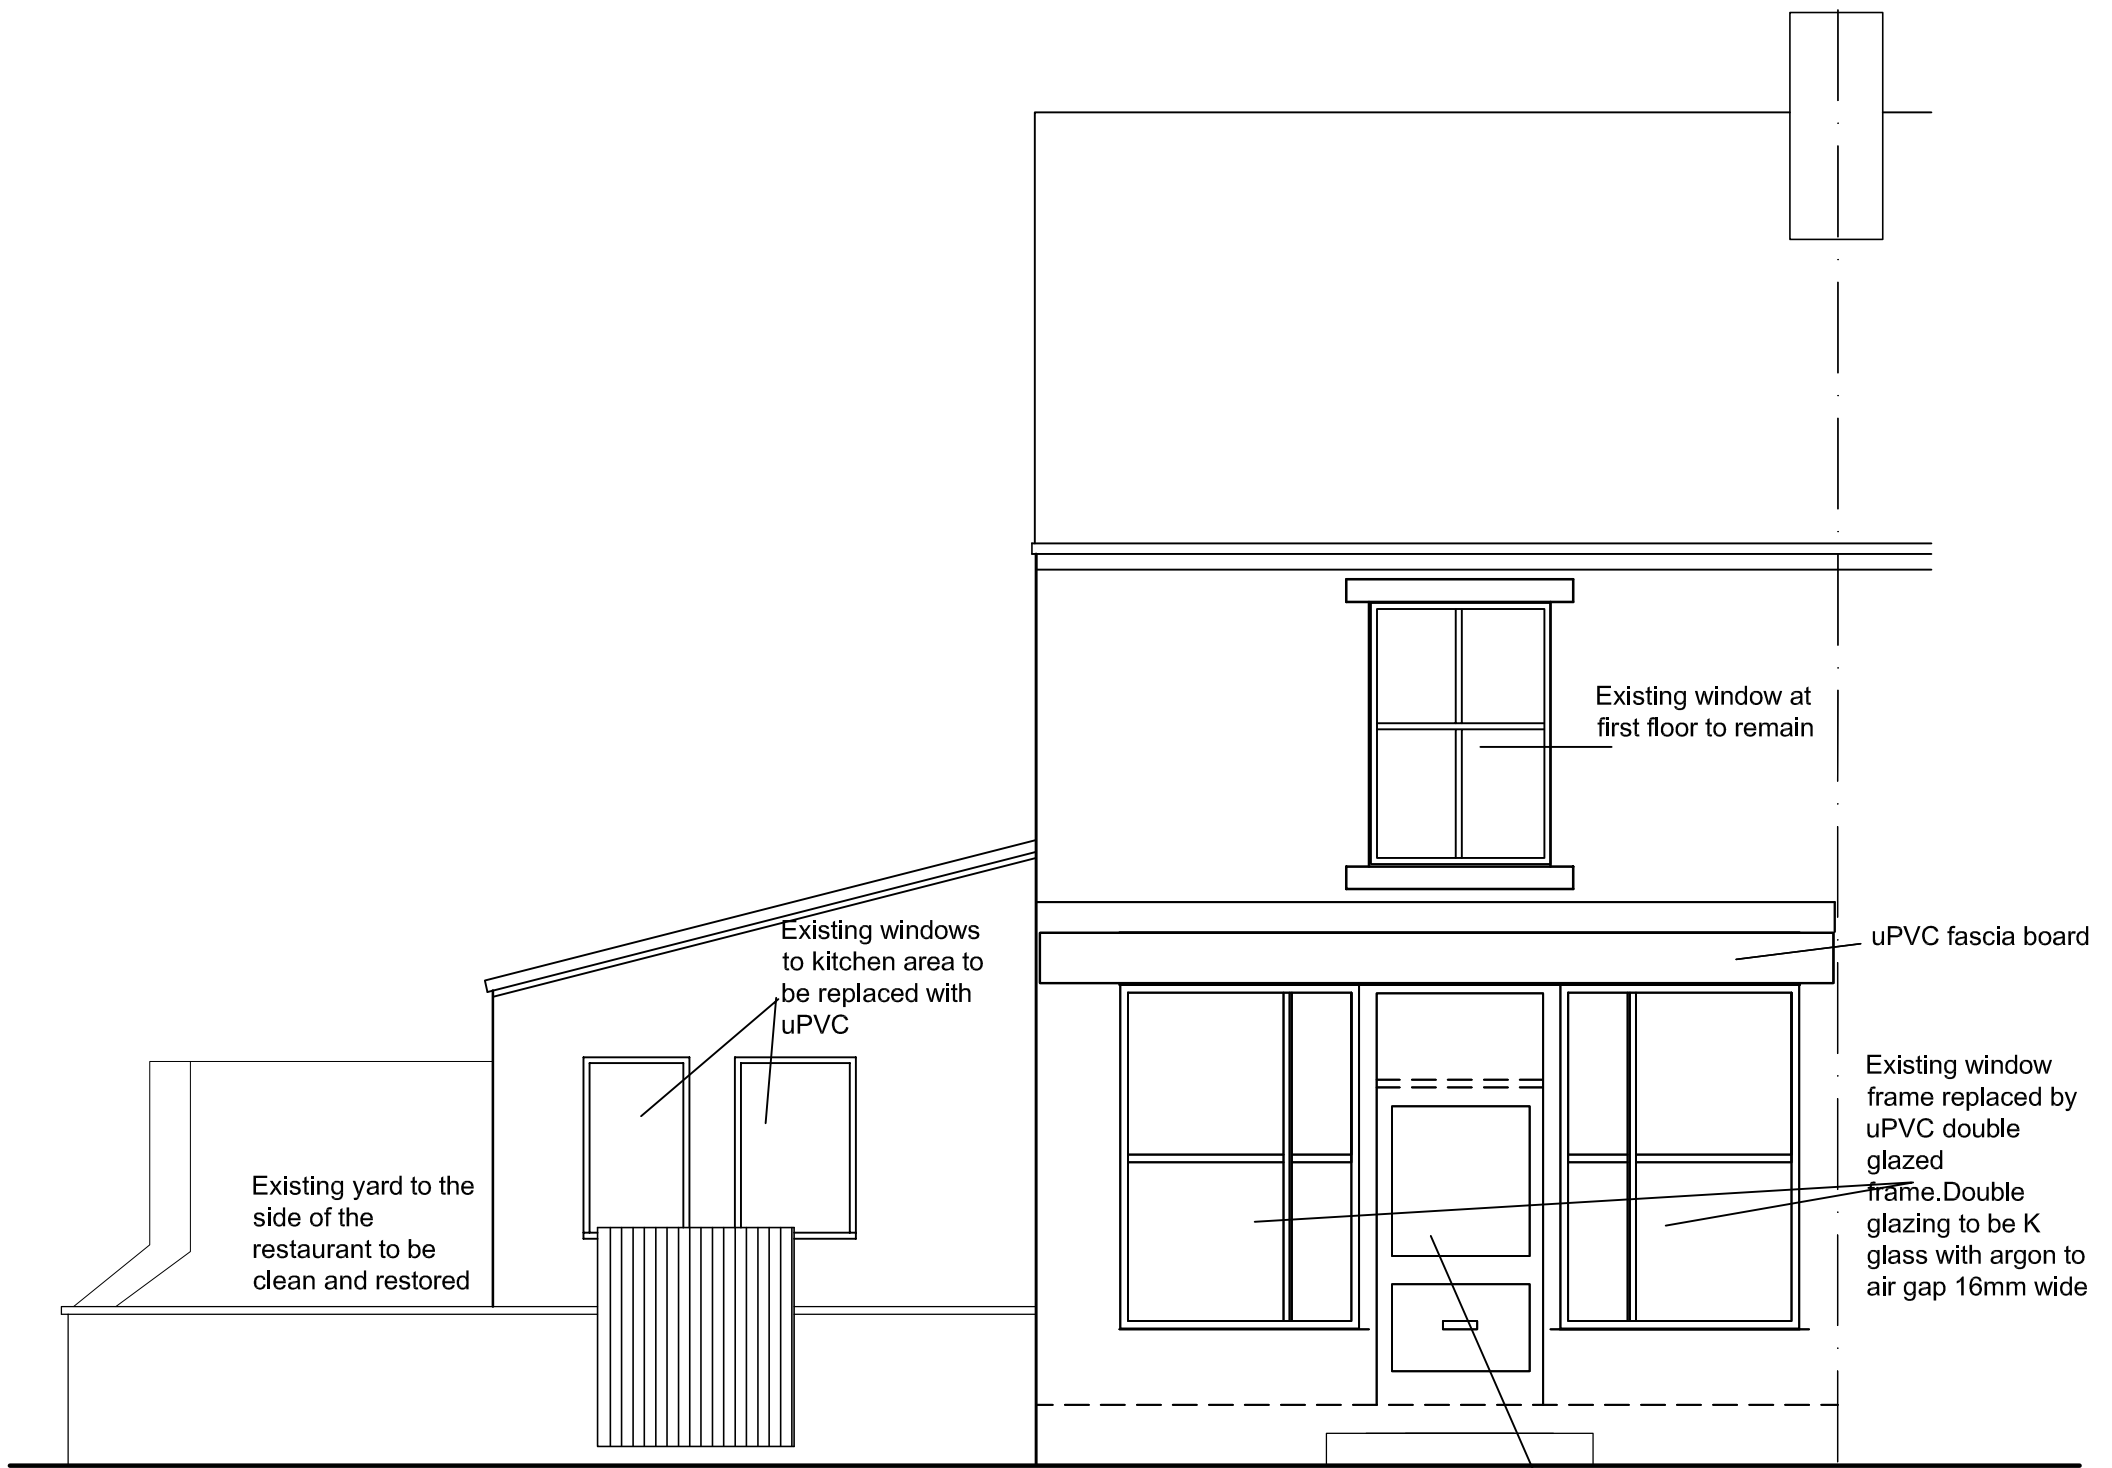 Existing window at
first floor to remain
Existing windows
to kitchen area to
be replaced with
uPVC
uPVC fascia board
Existing window
frame replaced by
uPVC double
glazed
frame.Double
glazing to be K
glass with argon to
air gap 16mm wide
Existing yard to the
side of the
restaurant to be
clean and restored